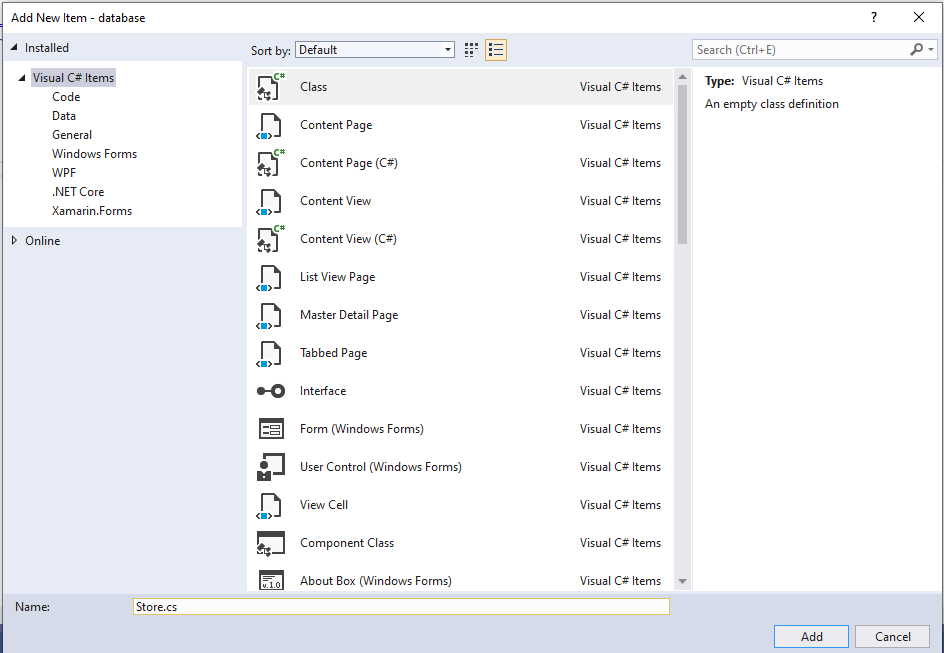 Add New Item - database
?
Installed
Sort by: Default
Search (Ctrl+E)
Visual C# Items
Code
Data
General
Windows Forms
WPF
.NET Core
Xamarin.Forms
Online
C# Class Visual C# Items
Content Page Visual C# Items
C# Content Page (C#) Visual C# Items
Content View Visual C# Items
C# Content View (C#) Visual C# Items
List View Page Visual C# Items
Master Detail Page Visual C# Items
Tabbed Page Visual C# Items
Interface Visual C# Items
Form (Windows Forms) Visual C# Items
User Control (Windows Forms) Visual C# Items
View Cell Visual C# Items
Component Class Visual C# Items
v.1.0 About Box (Windows Forms) Visual C# Items
Type: Visual C# Items
An empty class definition
Name: Store.cs
Add Cancel